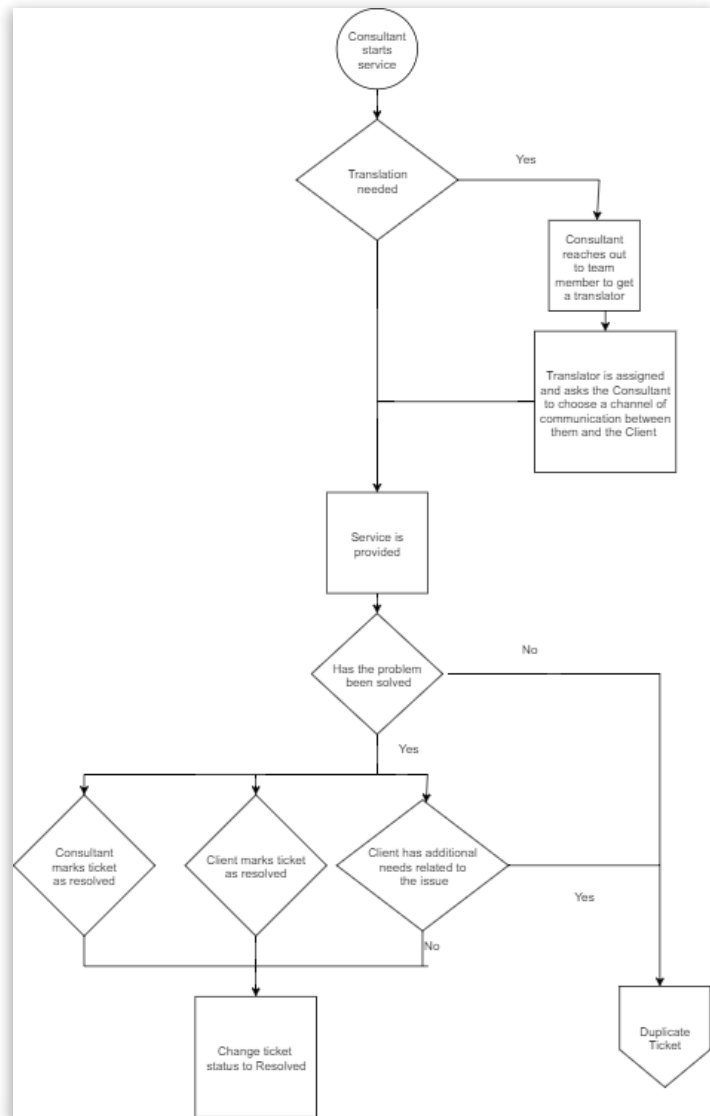 Consultant
starts
service
Translation
needed
Yes
Consultant
reaches out
to team
member to get
a translator
Translator is assigned
and asks the Consultant
to choose a channel of
communication between
them and the Client
Service is
provided
Has the problem
been solved
No
Yes
Consultant
marks ticket
as resolved
Client marks ticket
as resolved
Client has additional
needs related to
the issue
Yes
No
Change ticket
status to Resolved
Duplicate
Ticket